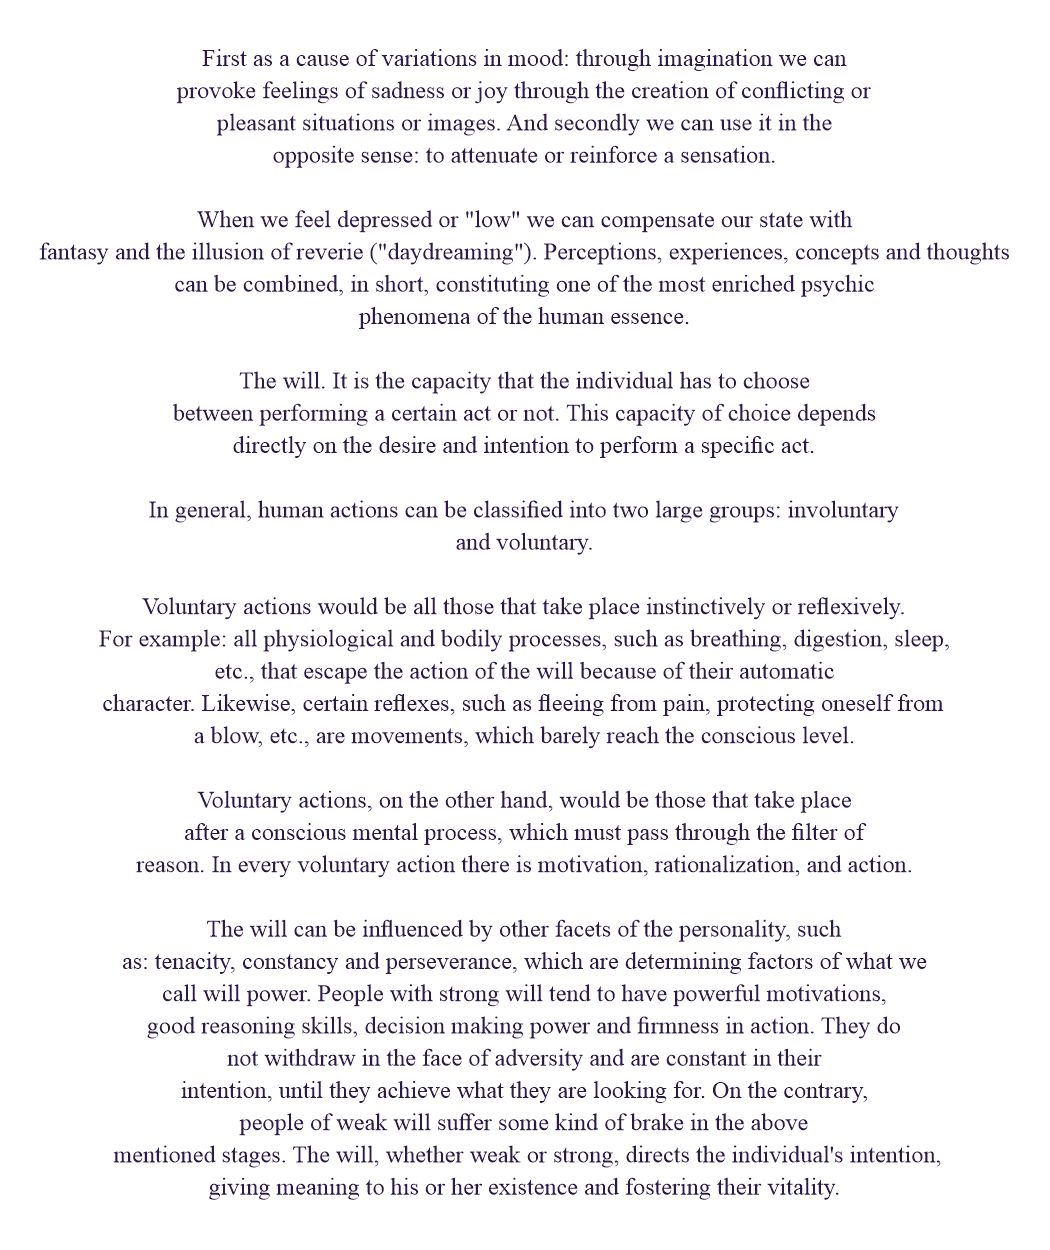 First as a cause of variations in mood: through imagination we can
provoke feelings of sadness or joy through the creation of conflicting or
pleasant situations or images. And secondly we can use it in the
opposite sense: to attenuate or reinforce a sensation.
When we feel depressed or "low" we can compensate our state with
fantasy and the illusion of reverie ("daydreaming"). Perceptions, experiences, concepts and thoughts
can be combined, in short, constituting one of the most enriched psychic
phenomena of the human essence.
The will. It is the capacity that the individual has to choose
between performing a certain act or not. This capacity of choice depends
directly on the desire and intention to perform a specific act.
In general, human actions can be classified into two large groups: involuntary
and voluntary.
Voluntary actions would be all those that take place instinctively or reflexively.
For example: all physiological and bodily processes, such as breathing, digestion, sleep,
etc., that escape the action of the will because of their automatic
character. Likewise, certain reflexes, such as fleeing from pain, protecting oneself from
a blow, etc., are movements, which barely reach the conscious level.
Voluntary actions, on the other hand, would be those that take place
after a conscious mental process, which must pass through the filter of
reason. In every voluntary action there is motivation, rationalization, and action.
The will can be influenced by other facets of the personality, such
as: tenacity, constancy and perseverance, which are determining factors of what we
call will power. People with strong will tend to have powerful motivations,
good reasoning skills, decision making power and firmness in action. They do
not withdraw in the face of adversity and are constant in their
intention, until they achieve what they are looking for. On the contrary,
people of weak will suffer some kind of brake in the above
mentioned stages. The will, whether weak or strong, directs the individual's intention,
giving meaning to his or her existence and fostering their vitality.